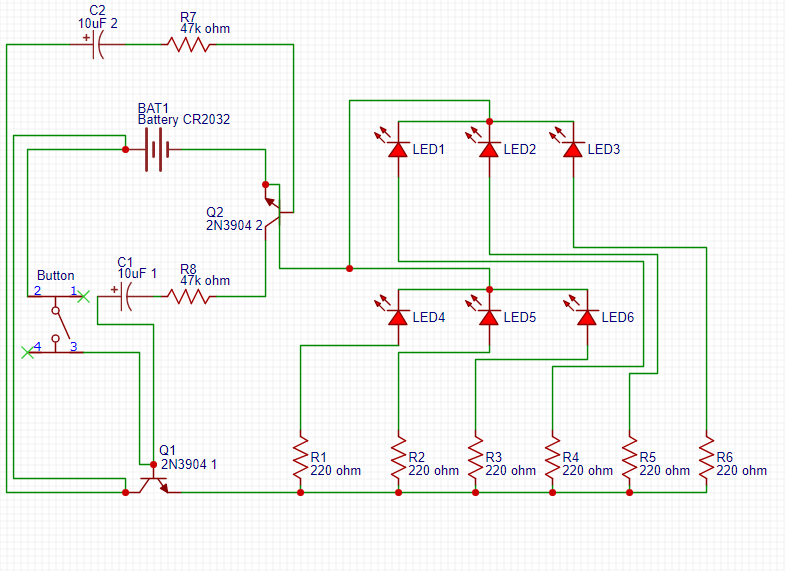 C2
10uF 2
R7
47k ohm
BAT1
Battery CR2032
LED1
LED2
LED3
Q2
2N3904 2
Button
C1
10uF 1
R8
47k ohm
2
1
4
3
LED4
LED5
LED6
Q1
2N3904 1
R1
220 ohm
R2
220 ohm
R3
220 ohm
R4
220 ohm
R5
220 ohm
R6
220 ohm